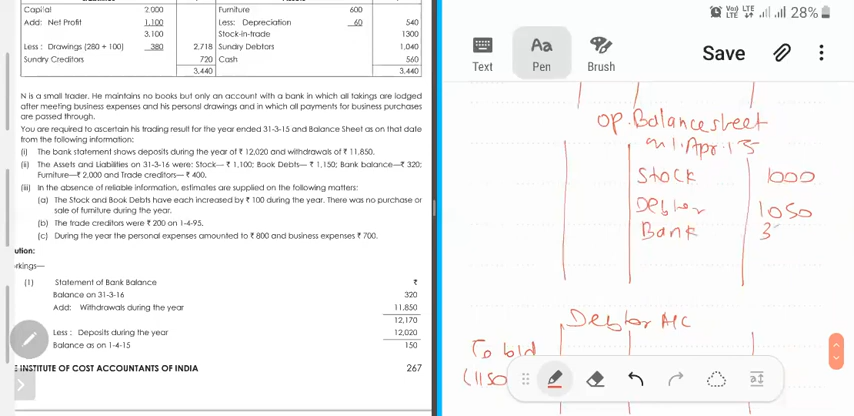 28%
Capital 2,000 Furniture 600
Add: Net Profit 1,100 Less: Depreciation 60 540
3,100 Stock-in-trade 1300
Less : Drawings (280 + 100) 380 2,718 Sundry Debtors 1,040
Sundry Creditors 720 Cash 560
3,440 3,440
N is a small trader. He maintains no books but only an account with a bank in which all takings are lodged
after meeting business expenses and his personal drawings and in which all payments for business purchases
are passed through.
You are required to ascertain his trading result for the year ended 31-3-15 and Balance Sheet as on that date
from the following information:
(i) The bank statement shows deposits during the year of ₹ 12,020 and withdrawals of ₹ 11,850.
(ii) The Assets and Liabilities on 31-3-16 were: Stock— ₹ 1,100; Book Debts— ₹ 1,150; Bank balance—₹ 320;
Furniture—₹ 2,000 and Trade creditors— ₹ 400.
(iii) In the absence of reliable information, estimates are supplied on the following matters:
(a) The Stock and Book Debts have each increased by ₹ 100 during the year. There was no purchase or
sale of furniture during the year.
(b) The trade creditors were ₹ 200 on 1-4-95.
(c) During the year the personal expenses amounted to ₹ 800 and business expenses ₹ 700.
ution:
rkings—
(1) Statement of Bank Balance ₹
Balance on 31-3-16 320
Add: Withdrawals during the year 11,850
12,170
Less : Deposits during the year 12,020
Balance as on 1-4-15 150
E INSTITUTE OF COST ACCOUNTANTS OF INDIA 267
Text
Pen
Brush
Save
op. Balance sheet
on 1. Apr. 15
Stock 1000
Debtor 1050
Bank 3
Debtor A/C
To b/d
(1150